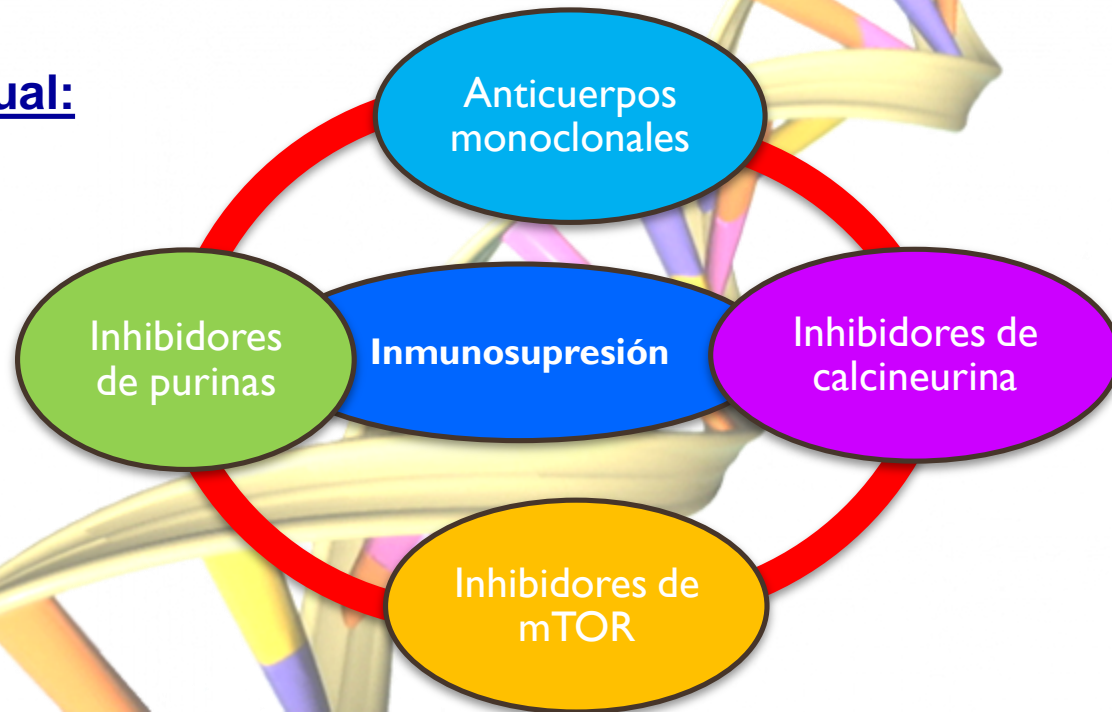 ual:
Anticuerpos
monoclonales
Inhibidores
de purinas
Inmunosupresión
Inhibidores de
calcineurina
Inhibidores de
mTOR